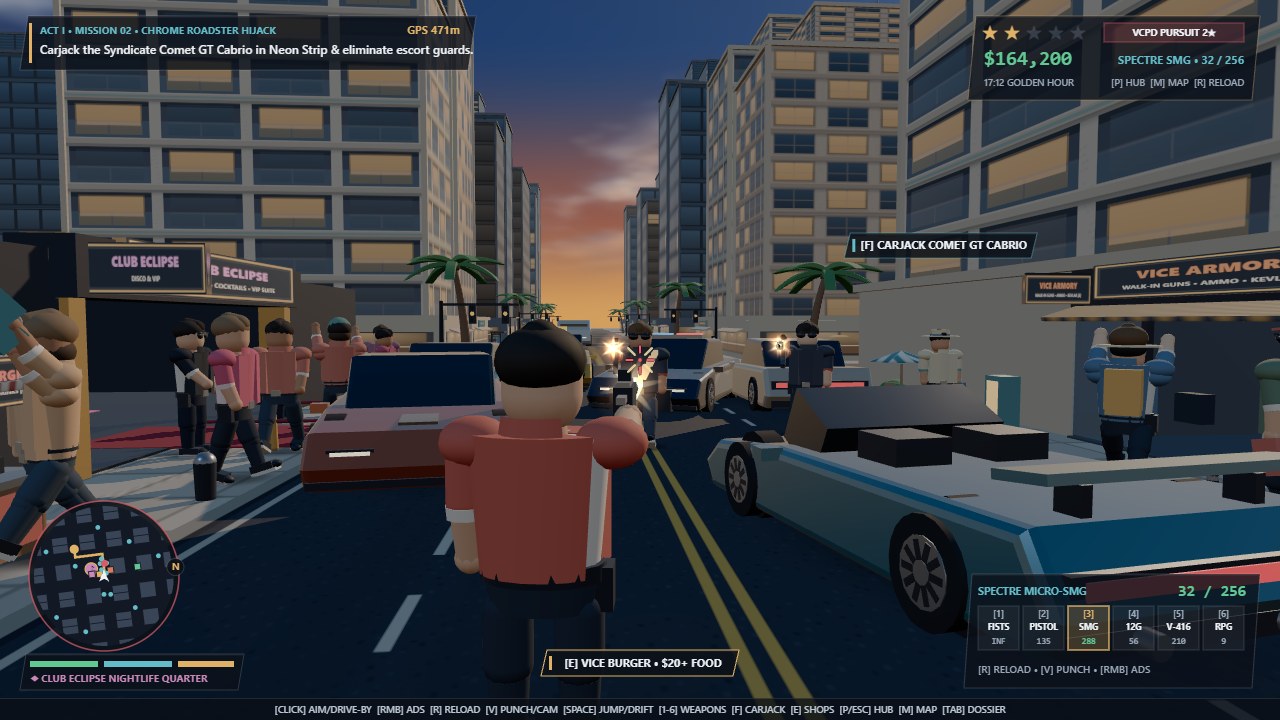 ACT I • MISSION 02 • CHROME ROADSTER HIJACK
GPS 471m
Carjack the Syndicate Comet GT Cabrio in Neon Strip & eliminate escort guards.
VCPD PURSUIT 2★
$164,200
SPECTRE SMG • 32 / 256
17:12 GOLDEN HOUR
[P] HUB [M] MAP [R] RELOAD
[F] CARJACK COMET GT CABRIO
CLUB ECLIPSE
DISCO & VIP
B ECLIPSE
COCKTAILS • VIP SUITE
VICE ARMORY
VICE ARMOR
WALK-IN GUNS • AMMO • KEVL
N
CLUB ECLIPSE NIGHTLIFE QUARTER
[E] VICE BURGER • $20+ FOOD
SPECTRE MICRO-SMG
32 / 256
[1] [2] [3] [4] [5] [6]
FISTS PISTOL SMG 12G V-416 RPG
INF 135 288 56 210 9
[R] RELOAD • [V] PUNCH • [RMB] ADS
[CLICK] AIM/DRIVE-BY [RMB] ADS [R] RELOAD [V] PUNCH/CAM [SPACE] JUMP/DRIFT [1-6] WEAPONS [F] CARJACK [E] SHOPS [P/ESC] HUB [M] MAP [TAB] DOSSIER